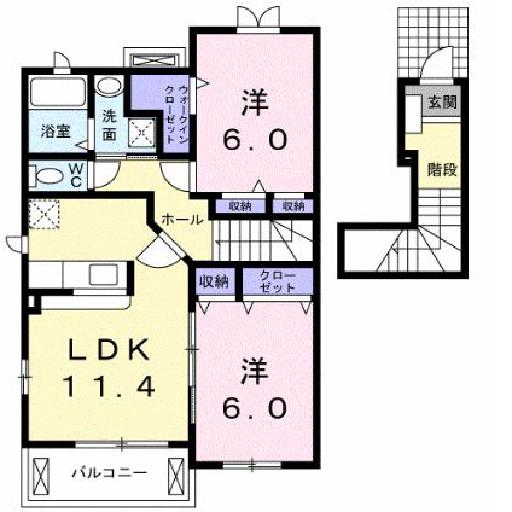 洋
6.0
ウォークイン
クローゼット
洗面
浴室
WC
収納
収納
ホール
収納
クロー
ゼット
LDK
11.4
洋
6.0
バルコニー
玄関
階段